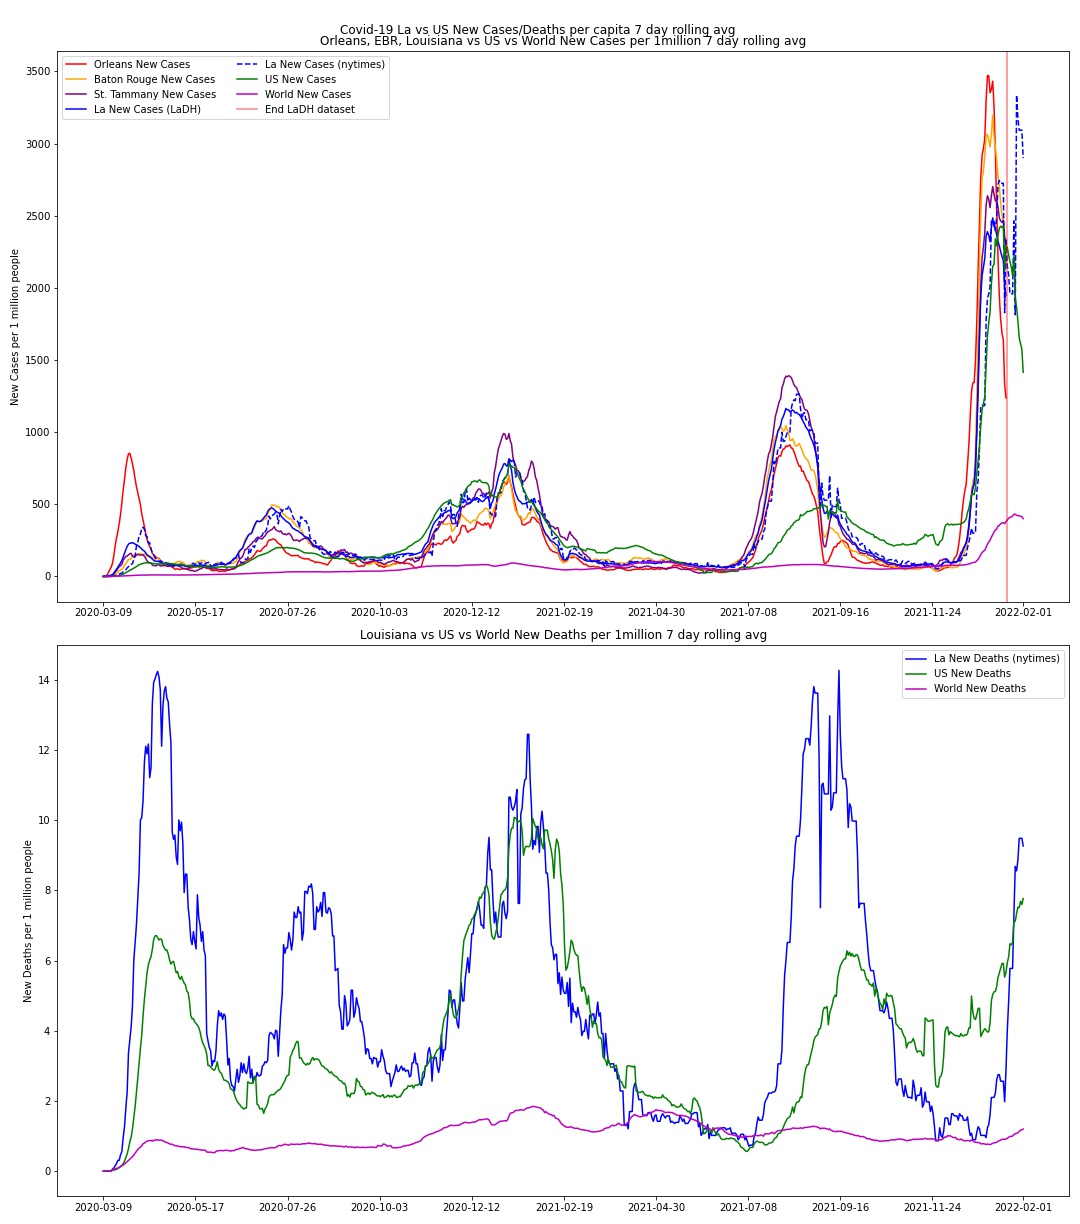 Covid-19 La vs US New Cases/Deaths per capita 7 day rolling avg
Orleans, EBR, Louisiana vs US vs World New Cases per 1million 7 day rolling avg
Orleans New Cases
Baton Rouge New Cases
St. Tammany New Cases
La New Cases (LaDH)
La New Cases (nytimes)
US New Cases
World New Cases
End LaDH dataset
New Cases per 1 million people
3500
3000
2500
2000
1500
1000
500
0
2020-03-09 2020-05-17 2020-07-26 2020-10-03 2020-12-12 2021-02-19 2021-04-30 2021-07-08 2021-09-16 2021-11-24 2022-02-01
Louisiana vs US vs World New Deaths per 1million 7 day rolling avg
La New Deaths (nytimes)
US New Deaths
World New Deaths
New Deaths per 1 million people
14
12
10
8
6
4
2
0
2020-03-09 2020-05-17 2020-07-26 2020-10-03 2020-12-12 2021-02-19 2021-04-30 2021-07-08 2021-09-16 2021-11-24 2022-02-01